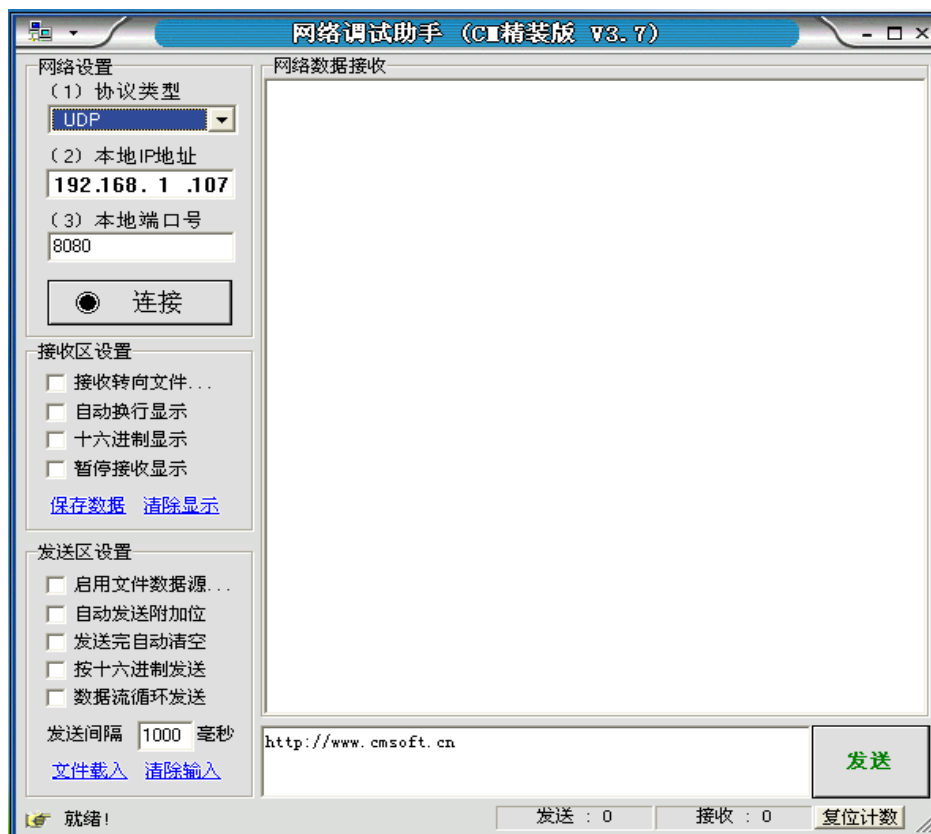 网络调试助手 (CⅢ精装版 V3.7)
网络设置
(1) 协议类型
UDP
(2) 本地IP地址
192.168. 1 .107
(3) 本地端口号
8080
连接
接收区设置
接收转向文件...
自动换行显示
十六进制显示
暂停接收显示
保存数据 清除显示
发送区设置
启用文件数据源...
自动发送附加位
发送完自动清空
按十六进制发送
数据流循环发送
发送间隔 1000 毫秒
文件载入 清除输入
网络数据接收
http://www.cmsoft.cn
发送
就绪!
发送 : 0
接收 : 0
复位计数